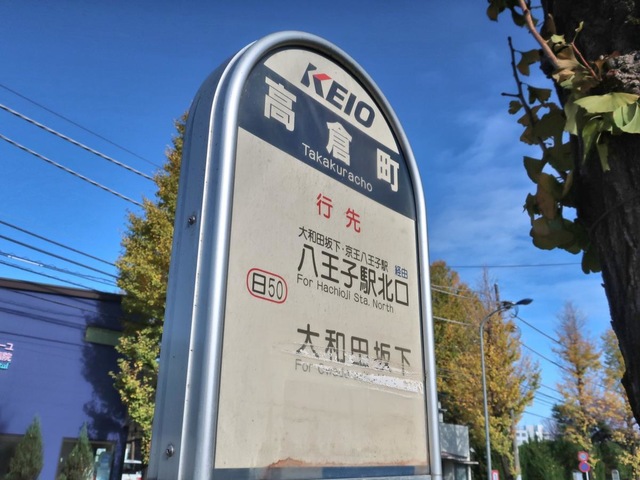 KEIO
高倉町
Takakuracho
行先
大和田坂下・京王八王子駅 経由
日50 八王子駅北口
For Hachioji Sta. North
大和田坂下
For Owada